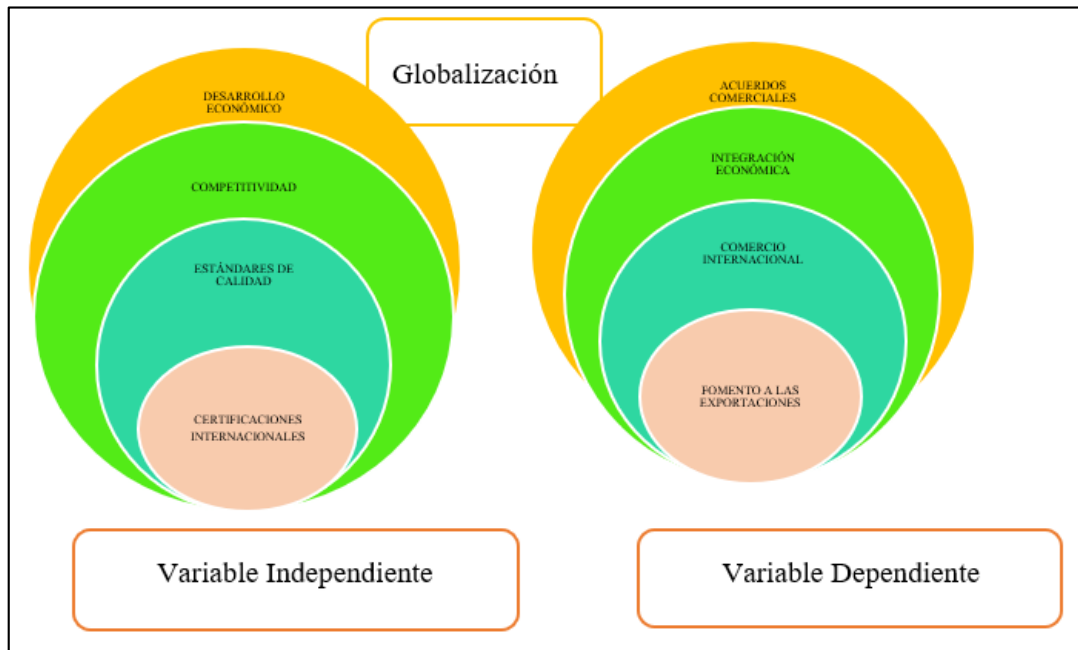 Globalización
DESARROLLO
ECONÓMICO
COMPETITIVIDAD
ESTÁNDARES DE
CALIDAD
CERTIFICACIONES
INTERNACIONALES
ACUERDOS
COMERCIALES
INTEGRACIÓN
ECONÓMICA
COMERCIO
INTERNACIONAL
FOMENTO A LAS
EXPORTACIONES
Variable Independiente
Variable Dependiente